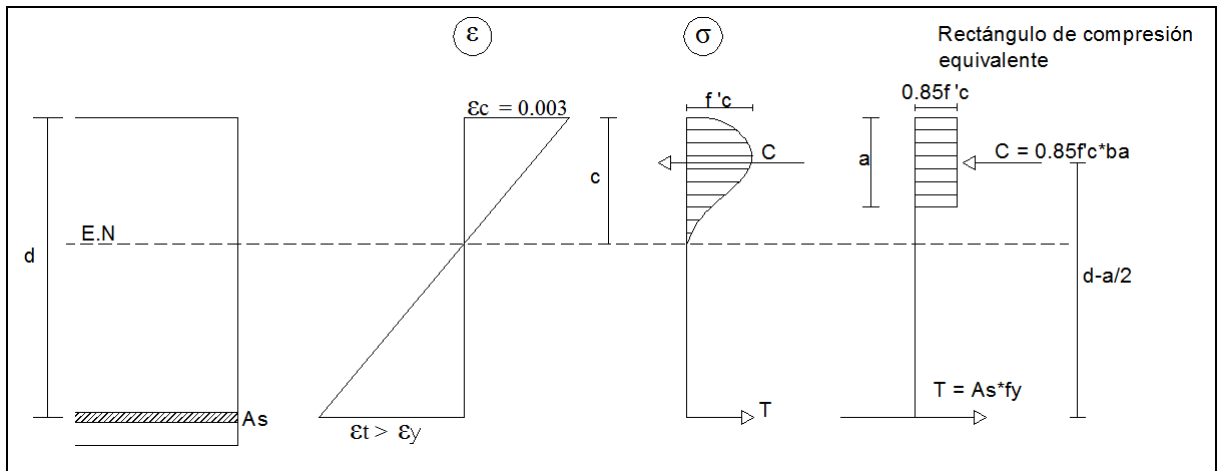 ε
σ
Rectángulo de compresión
equivalente
εc = 0.003
f 'c
0.85f 'c
d
c
C
a
C = 0.85f'c*ba
E.N
d-a/2
As
εt > εy
T
T = As*fy